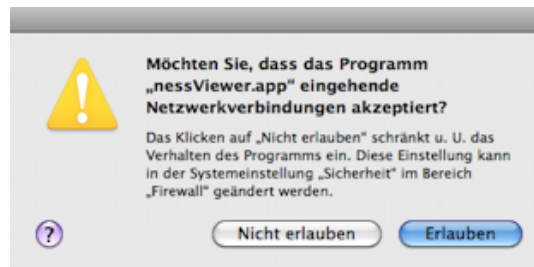 Möchten Sie, dass das Programm
„nessViewer.app“ eingehende
Netzwerkverbindungen akzeptiert?
Das Klicken auf „Nicht erlauben“ schränkt u. U. das
Verhalten des Programms ein. Diese Einstellung kann
in der Systemeinstellung „Sicherheit“ im Bereich
„Firewall“ geändert werden.
? Nicht erlauben Erlauben